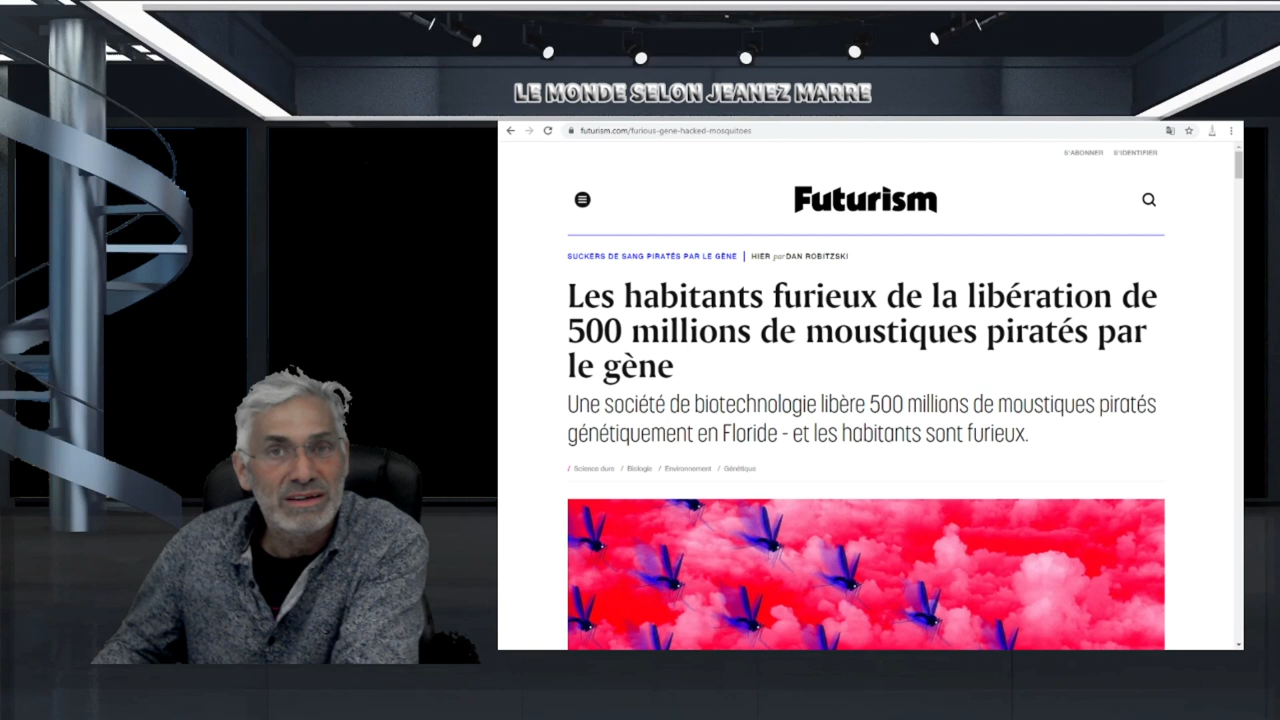 LE MONDE SELON JEANEZ MARRE
futurism.com/furious-gene-hacked-mosquitoes
S'ABONNER S'IDENTIFIER
Futurism
SUCKERS DE SANG PIRATÉS PAR LE GÈNE | HIER par DAN ROBITZSKI
Les habitants furieux de la libération de
500 millions de moustiques piratés par
le gène
Une société de biotechnologie libère 500 millions de moustiques piratés
génétiquement en Floride - et les habitants sont furieux.
/ Science dure / Biologie / Environnement / Génétique